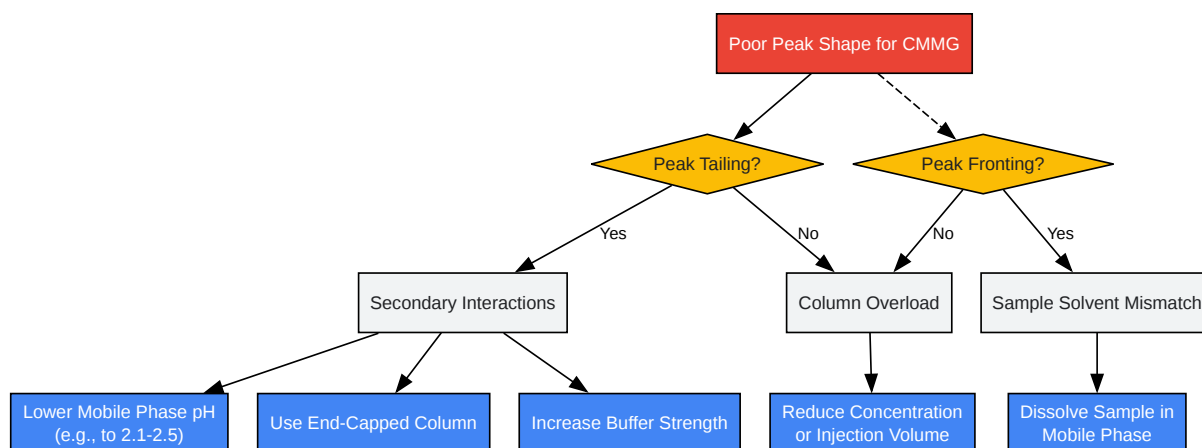 Poor Peak Shape for CMMG
Peak Tailing?
Peak Fronting?
Yes
No
No
Yes
Secondary Interactions
Column Overload
Sample Solvent Mismatch
Lower Mobile Phase pH
(e.g., to 2.1-2.5)
Use End-Capped Column
Increase Buffer Strength
Reduce Concentration
or Injection Volume
Dissolve Sample in
Mobile Phase